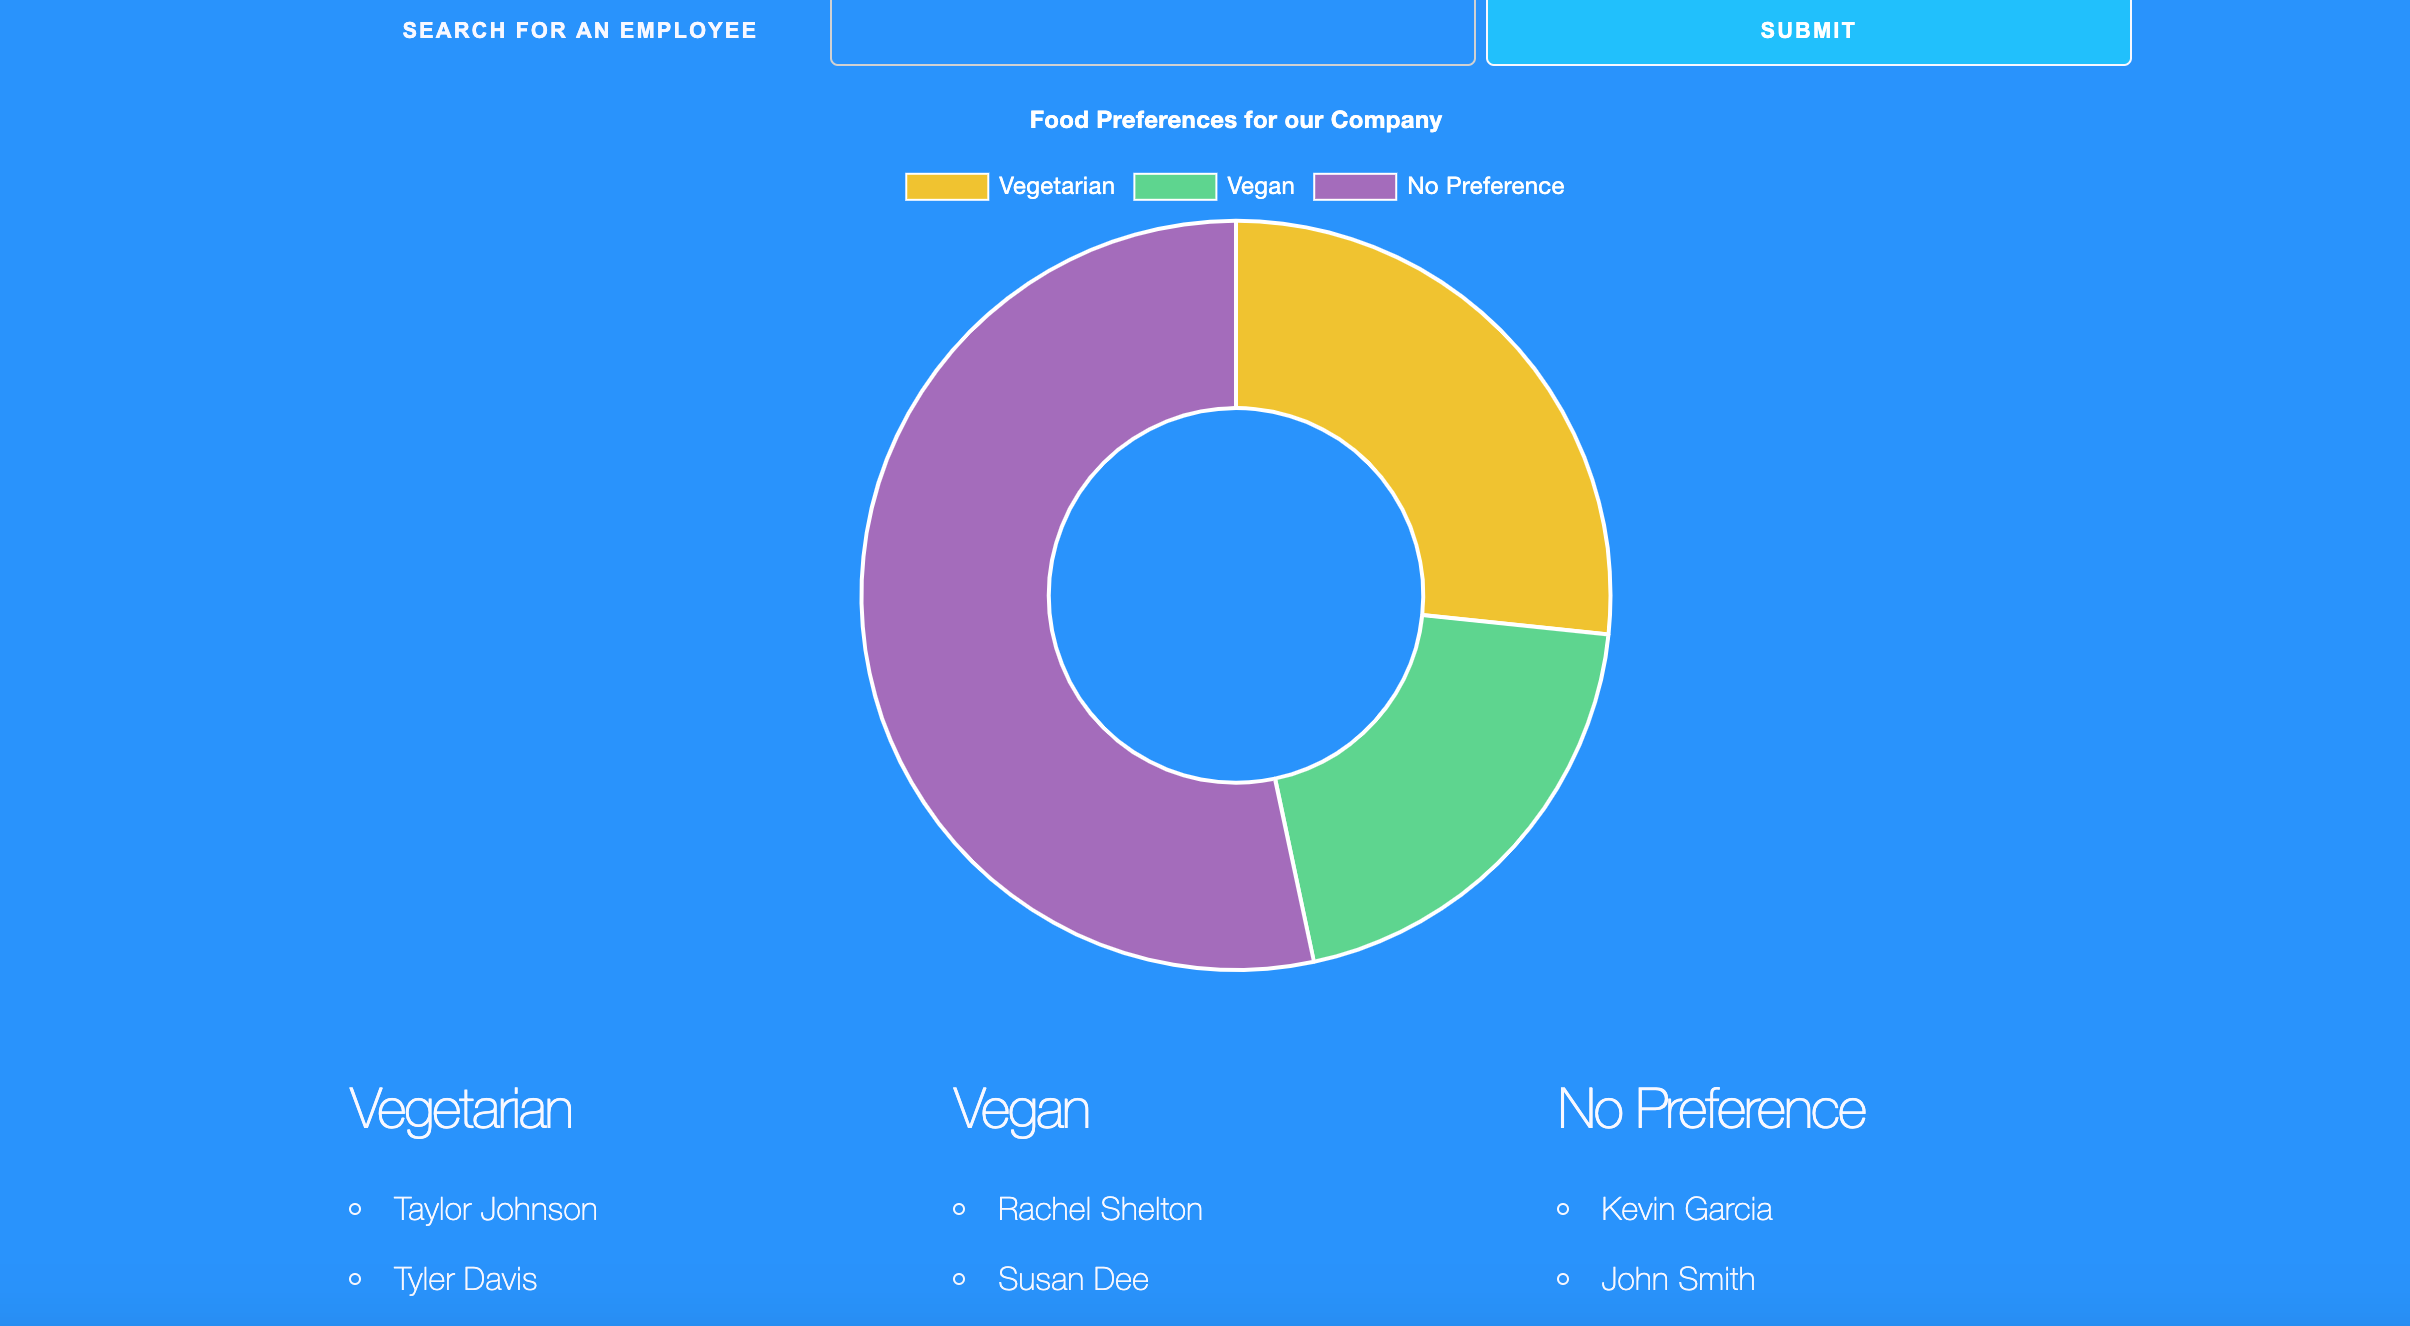 SEARCH FOR AN EMPLOYEE
SUBMIT
Food Preferences for our Company
Vegetarian
Vegan
No Preference
Vegetarian
Taylor Johnson
Tyler Davis
Vegan
Rachel Shelton
Susan Dee
No Preference
Kevin Garcia
John Smith